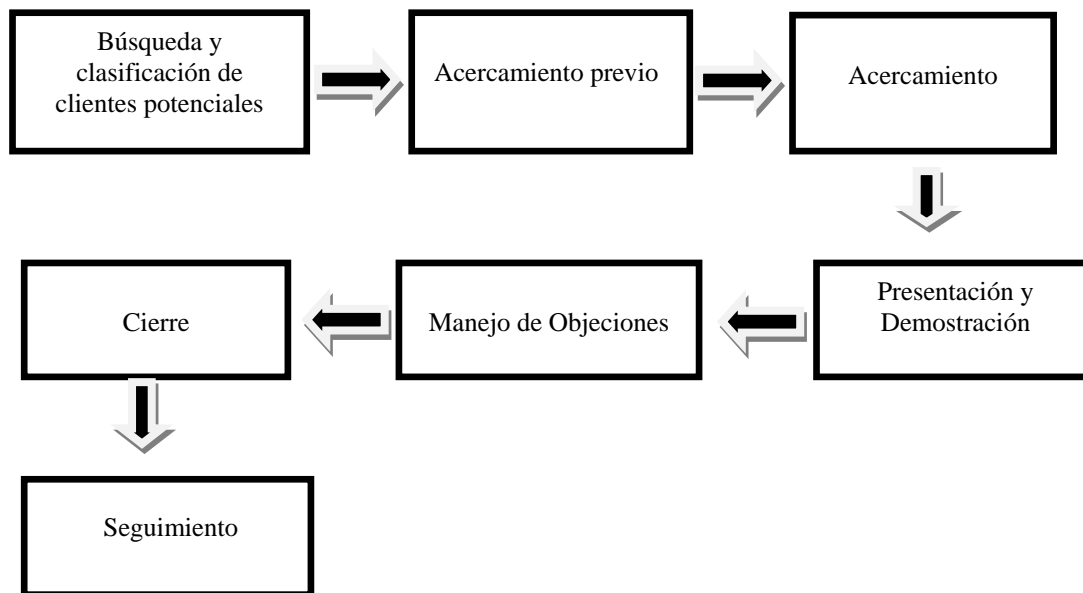 Búsqueda y
clasificación de
clientes potenciales
Acercamiento previo
Acercamiento
Presentación y
Demostración
Manejo de Objeciones
Cierre
Seguimiento